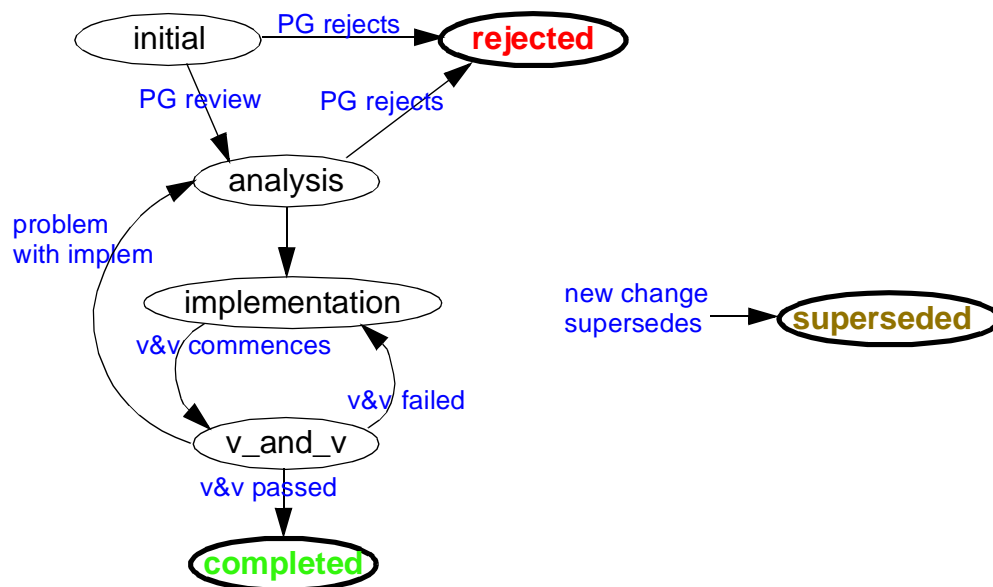 initial
PG rejects
rejected
PG review
PG rejects
analysis
problem
with implem
implementation
new change
supersedes
superseded
v&v commences
v&v failed
v_and_v
v&v passed
completed